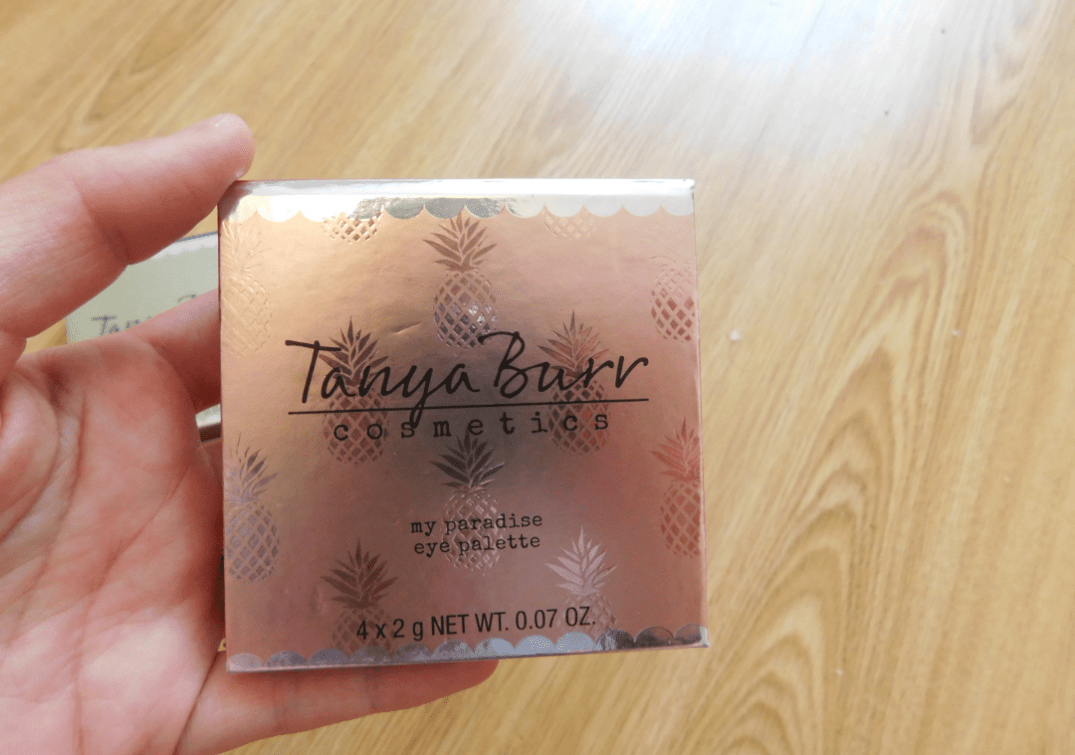 Tanya Burr
cosmetics
my paradise
eye palette
4 x 2 g NET WT. 0.07 OZ.